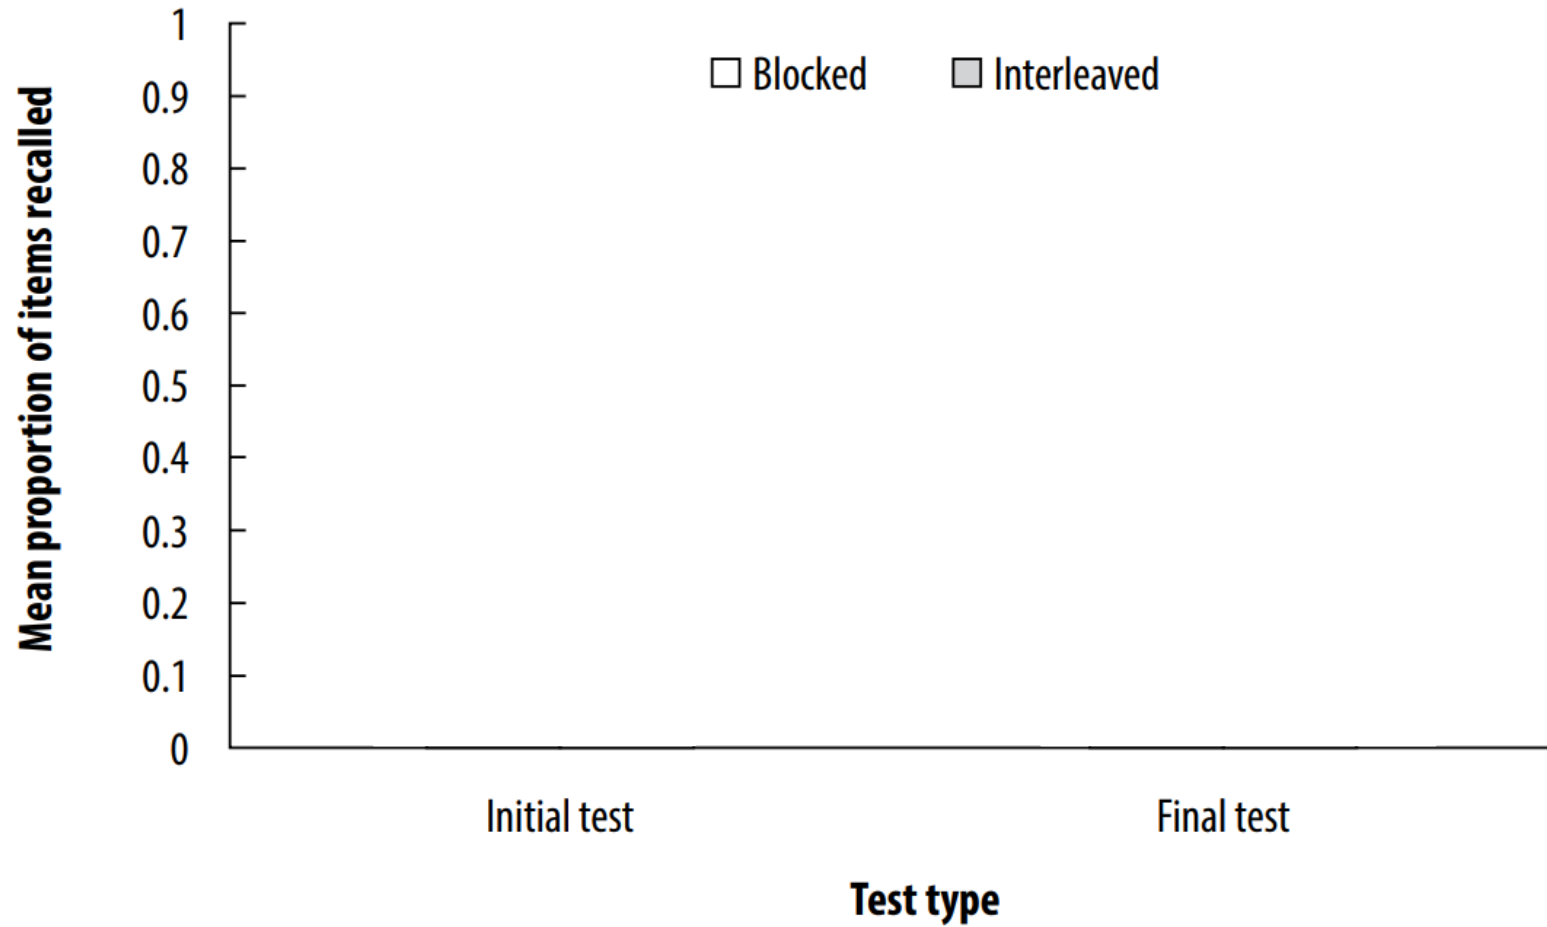 Mean proportion of items recalled
1
0.9
0.8
0.7
0.6
0.5
0.4
0.3
0.2
0.1
0
Blocked
Interleaved
Initial test
Final test
Test type